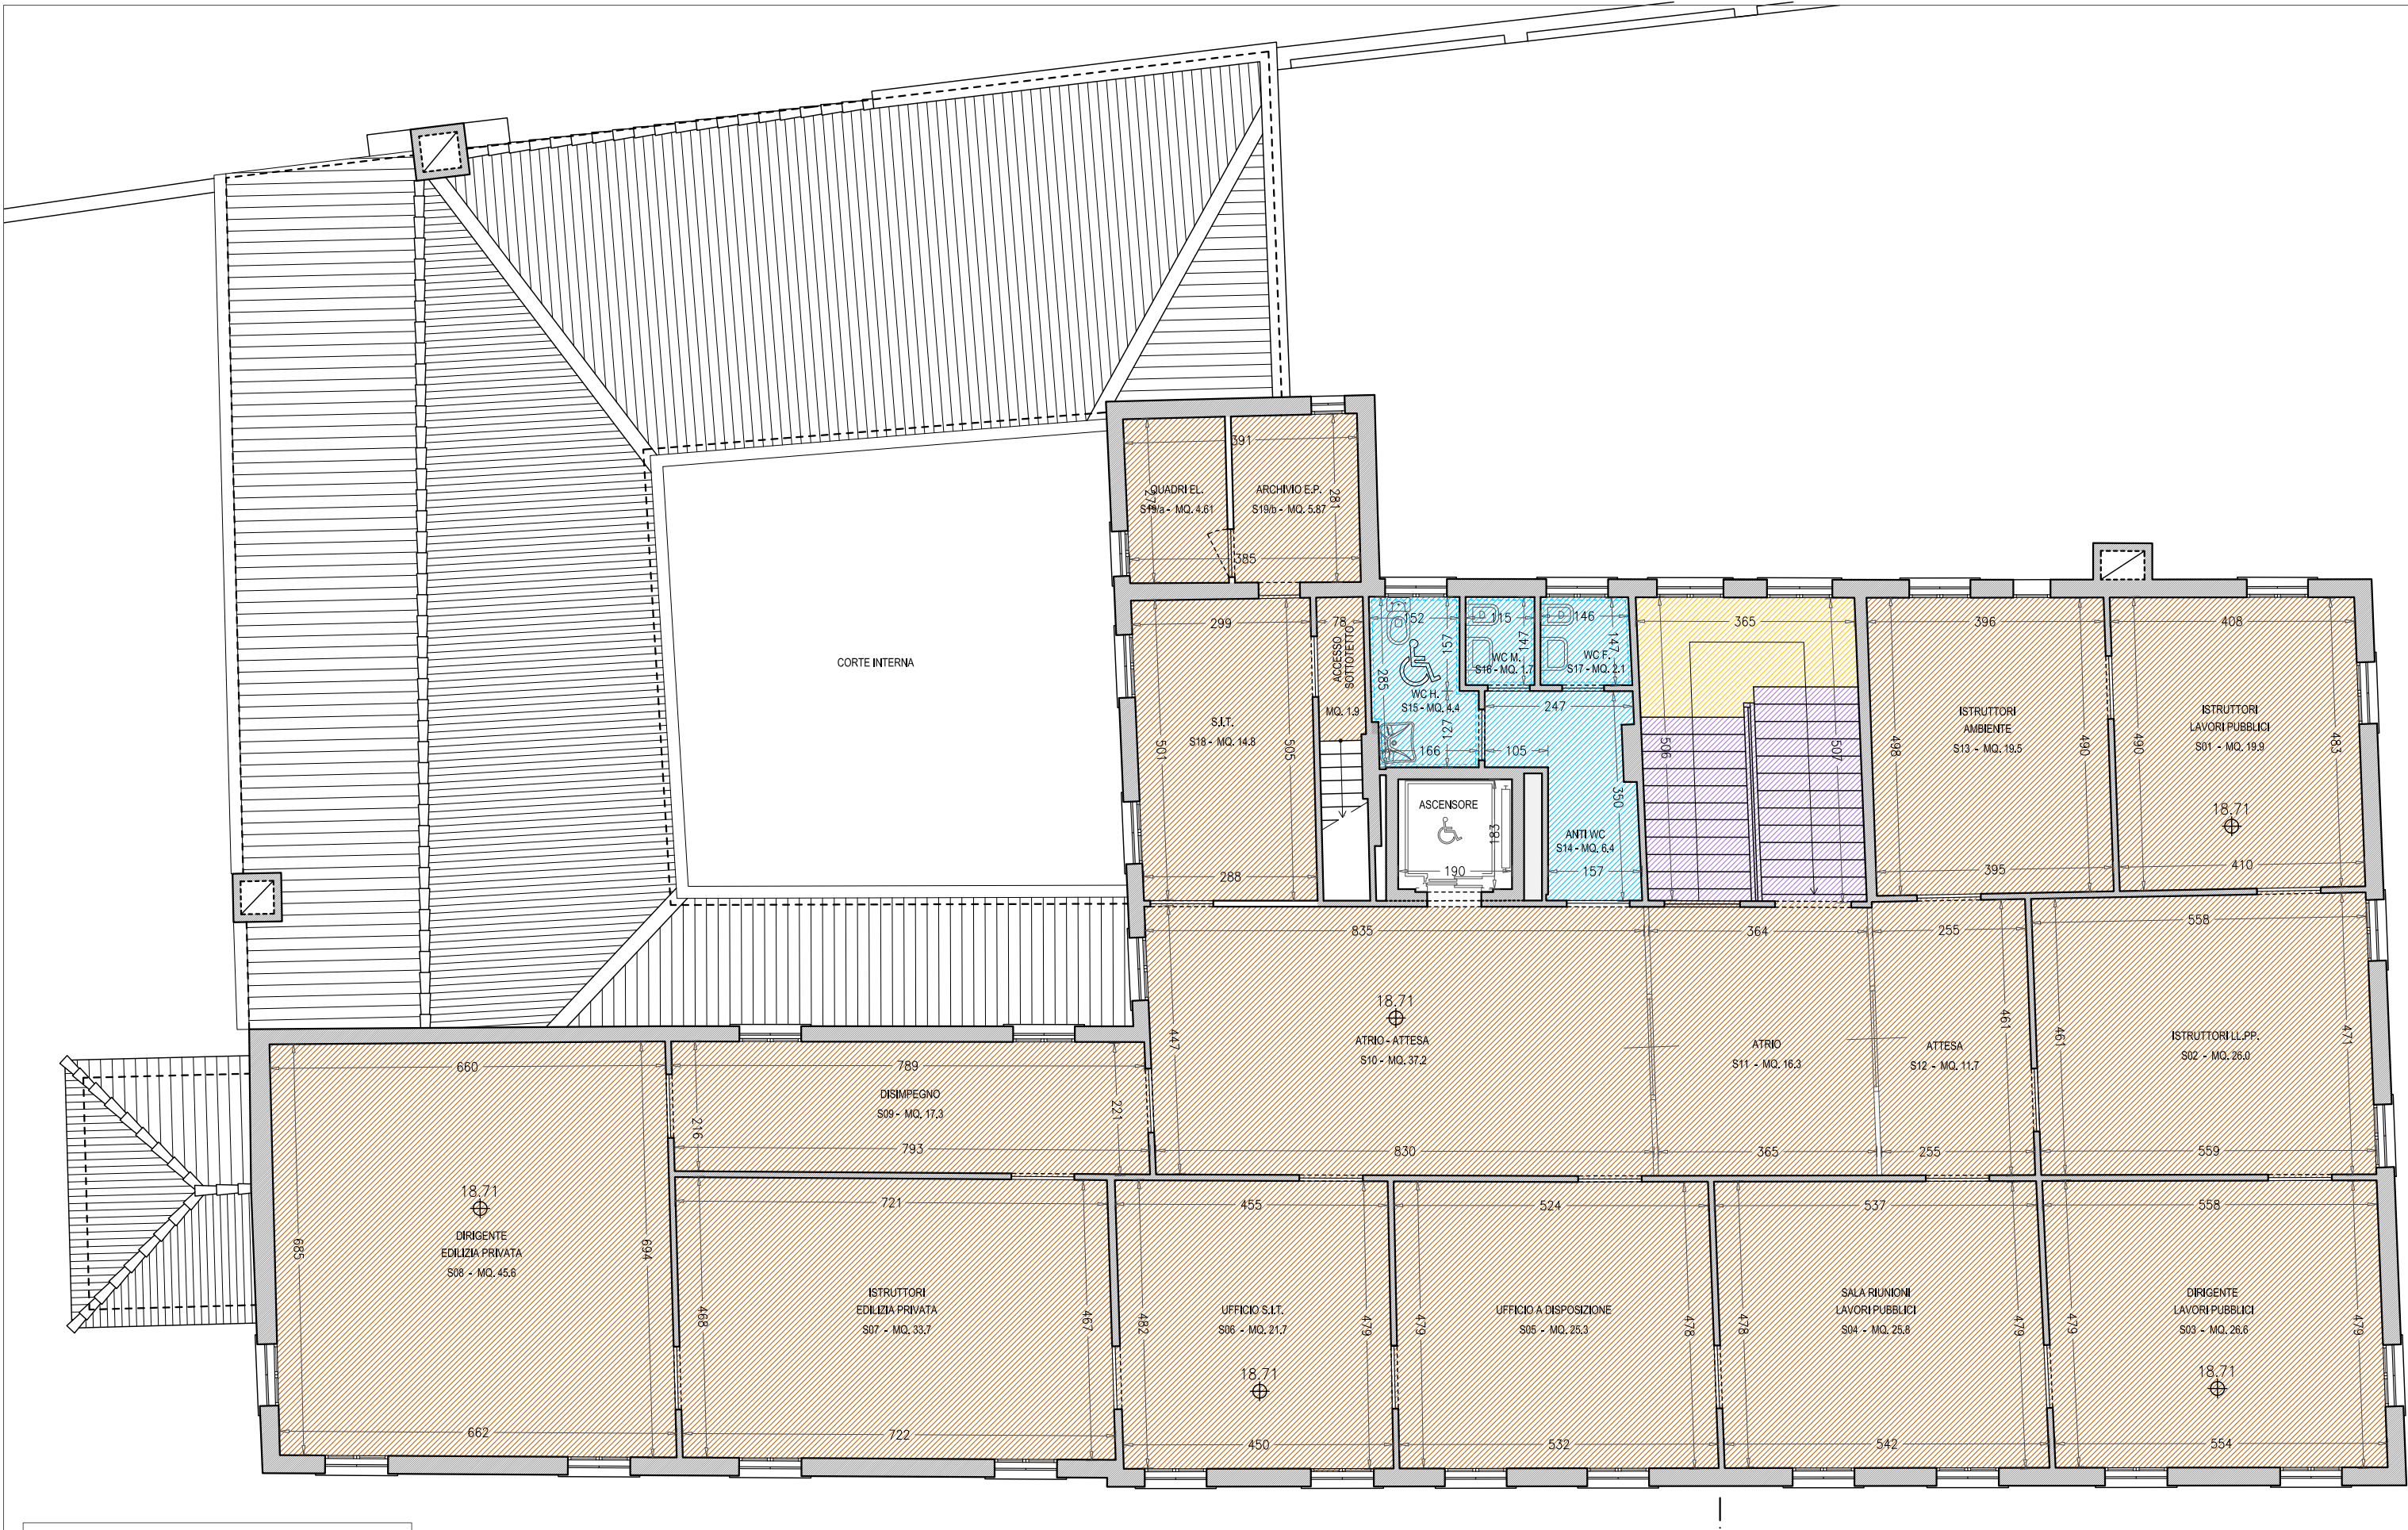 391
QUADRI EL.
S19/a - MQ. 4.61
ARCHIVIO E.P.
S19/b - MQ. 5.87
281
385
299
78
152
115
146
365
396
408
ACCESSO
SOTTOTETTO
MQ. 1.9
285
157
147
147
WC M.
S16 - MQ. 1.7
WC F.
S17 - MQ. 2.1
WC H.
S15 - MQ. 4.4
127
247
166
105
CORTE INTERNA
S.I.T.
S18 - MQ. 14.8
501
505
506
507
ISTRUTTORI
AMBIENTE
S13 - MQ. 19.5
498
490
ISTRUTTORI
LAVORI PUBBLICI
S01 - MQ. 19.9
490
483
18.71
ASCENSORE
183
190
350
ANTI WC
S14 - MQ. 6.4
157
288
395
410
835
364
255
558
18.71
ATRIO - ATTESA
S10 - MQ. 37.2
447
ATRIO
S11 - MQ. 16.3
ATTESA
S12 - MQ. 11.7
461
461
ISTRUTTORI LL.PP.
S02 - MQ. 26.0
471
660
789
DISIMPEGNO
S09 - MQ. 17.3
216
221
793
830
365
255
559
18.71
DIRIGENTE
EDILIZIA PRIVATA
S08 - MQ. 45.6
685
694
721
455
524
537
558
ISTRUTTORI
EDILIZIA PRIVATA
S07 - MQ. 33.7
468
467
UFFICIO S.I.T.
S06 - MQ. 21.7
482
479
18.71
UFFICIO A DISPOSIZIONE
S05 - MQ. 25.3
479
478
SALA RIUNIONI
LAVORI PUBBLICI
S04 - MQ. 25.8
478
479
DIRIGENTE
LAVORI PUBBLICI
S03 - MQ. 26.6
479
479
18.71
662
722
450
532
542
554